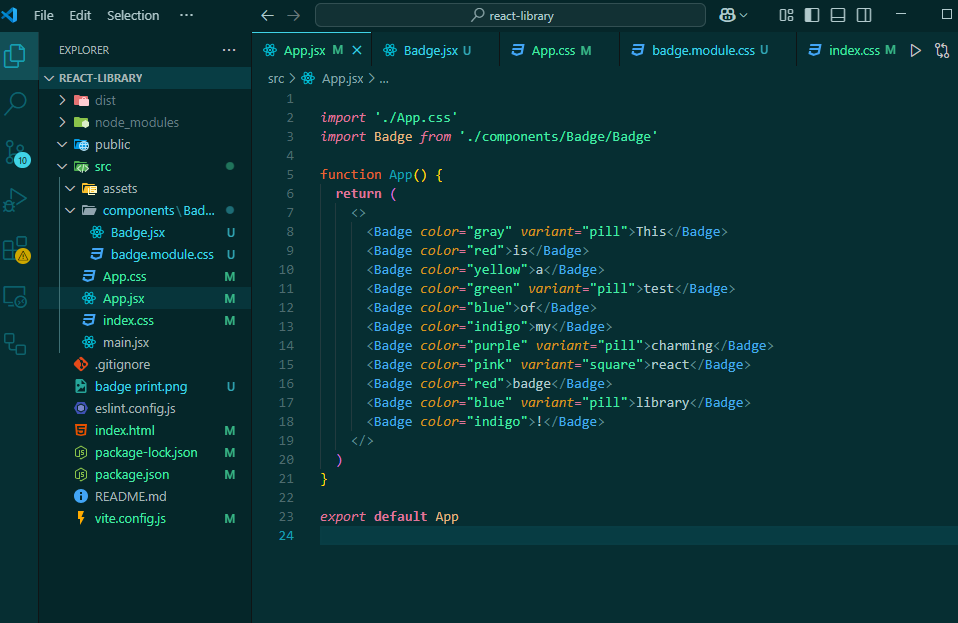 File Edit Selection ··· react-library
EXPLORER ···
REACT-LIBRARY
dist
node_modules
public
src
assets
components\Bad...
Badge.jsx U
badge.module.css U
App.css M
App.jsx M
index.css M
main.jsx
.gitignore
badge print.png U
eslint.config.js
index.html M
package-lock.json M
package.json M
README.md
vite.config.js M
10
App.jsx M × Badge.jsx U App.css M badge.module.css U index.css M
src > App.jsx > ...
1
2 import './App.css'
3 import Badge from './components/Badge/Badge'
4
5 function App() {
6 return (
7 <>
8 <Badge color="gray" variant="pill">This</Badge>
9 <Badge color="red">is</Badge>
10 <Badge color="yellow">a</Badge>
11 <Badge color="green" variant="pill">test</Badge>
12 <Badge color="blue">of</Badge>
13 <Badge color="indigo">my</Badge>
14 <Badge color="purple" variant="pill">charming</Badge>
15 <Badge color="pink" variant="square">react</Badge>
16 <Badge color="red">badge</Badge>
17 <Badge color="blue" variant="pill">library</Badge>
18 <Badge color="indigo">!</Badge>
19 </>
20 )
21 }
22
23 export default App
24